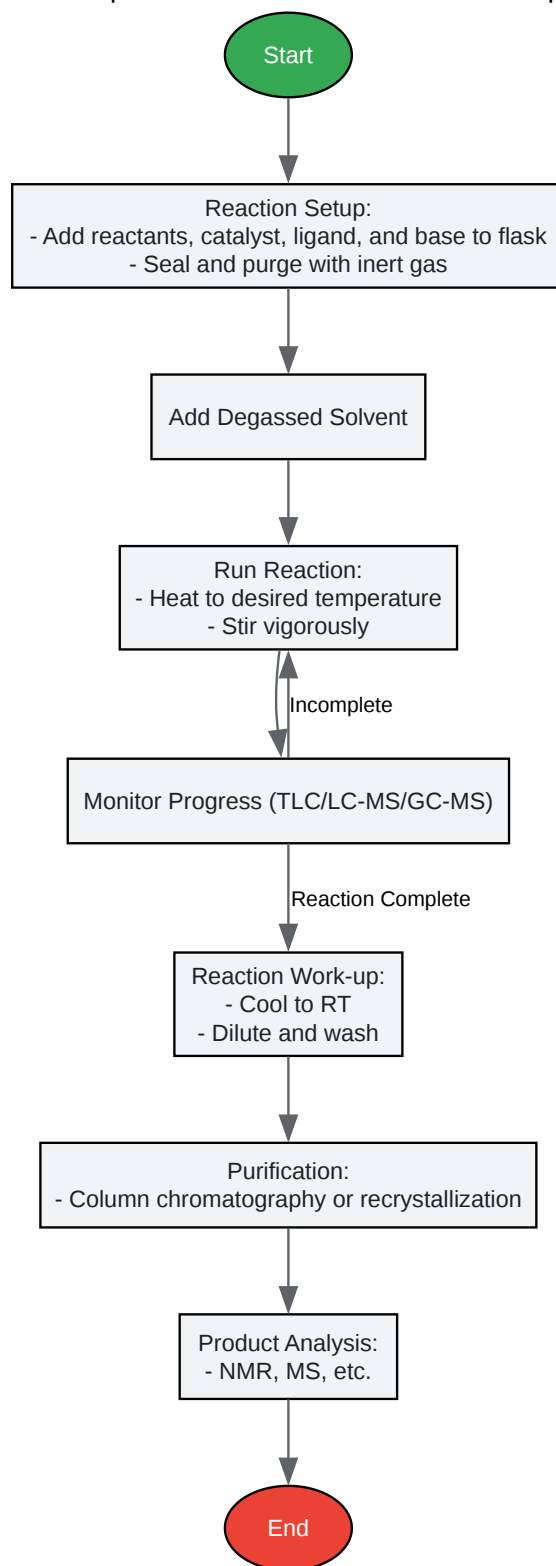 Start
Reaction Setup:
- Add reactants, catalyst, ligand, and base to flask
- Seal and purge with inert gas
Add Degassed Solvent
Run Reaction:
- Heat to desired temperature
- Stir vigorously
Incomplete
Monitor Progress (TLC/LC-MS/GC-MS)
Reaction Complete
Reaction Work-up:
- Cool to RT
- Dilute and wash
Purification:
- Column chromatography or recrystallization
Product Analysis:
- NMR, MS, etc.
End